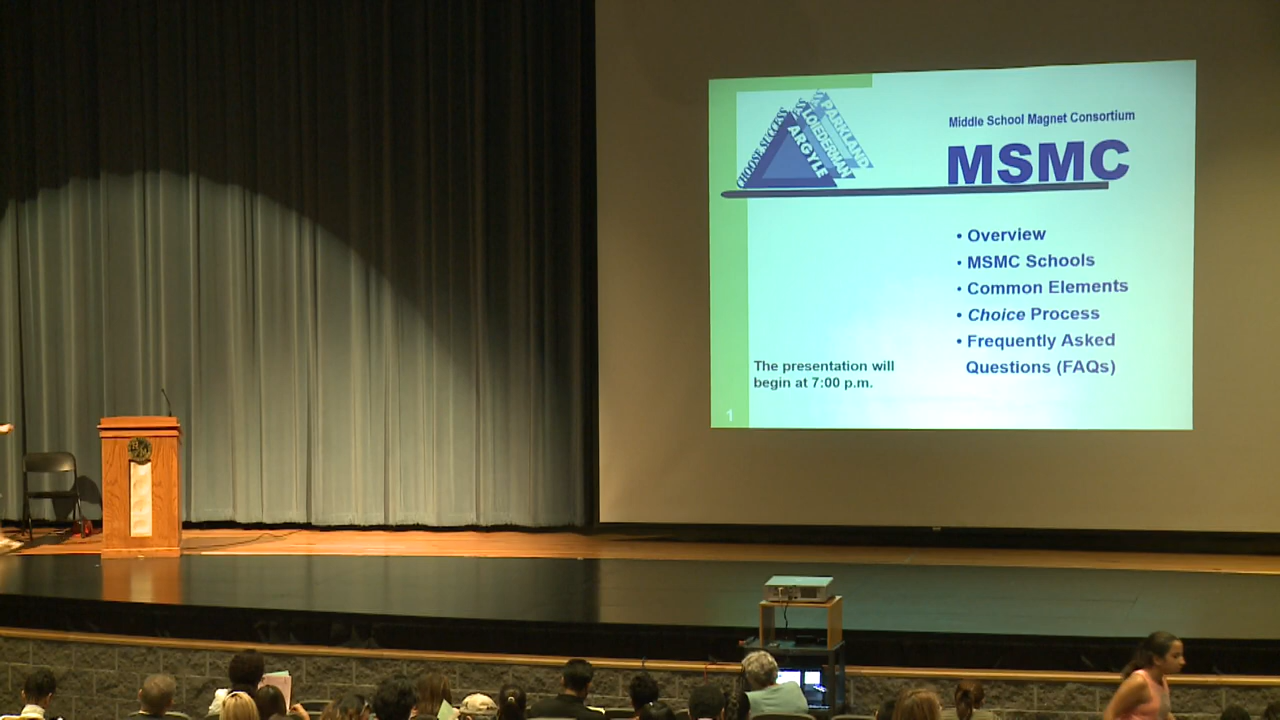 CHOOSE SUCCESS
PARKLAND
LOIEDERMAN
ARGYLE
Middle School Magnet Consortium
MSMC
• Overview
• MSMC Schools
• Common Elements
• Choice Process
• Frequently Asked
Questions (FAQs)
The presentation will
begin at 7:00 p.m.
1